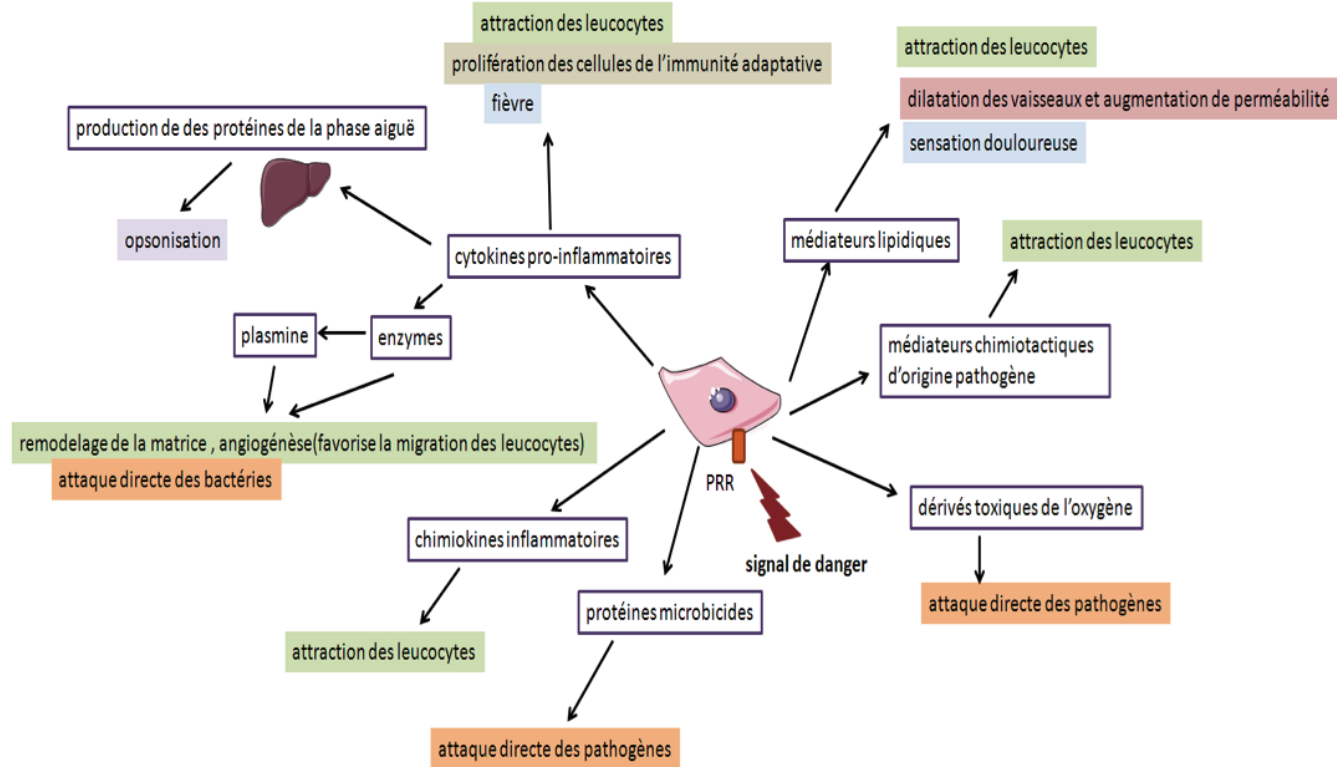 attraction des leucocytes
prolifération des cellules de l'immunité adaptative
fièvre
attraction des leucocytes
dilatation des vaisseaux et augmentation de perméabilité
sensation douloureuse
production de des protéines de la phase aiguë
opsonisation
cytokines pro-inflammatoires
médiateurs lipidiques
attraction des leucocytes
plasmine
enzymes
médiateurs chimiotactiques
d'origine pathogène
remodelage de la matrice , angiogénèse(favorise la migration des leucocytes)
attaque directe des bactéries
PRR
signal de danger
dérivés toxiques de l'oxygène
attaque directe des pathogènes
chimiokines inflammatoires
attraction des leucocytes
protéines microbicides
attaque directe des pathogènes